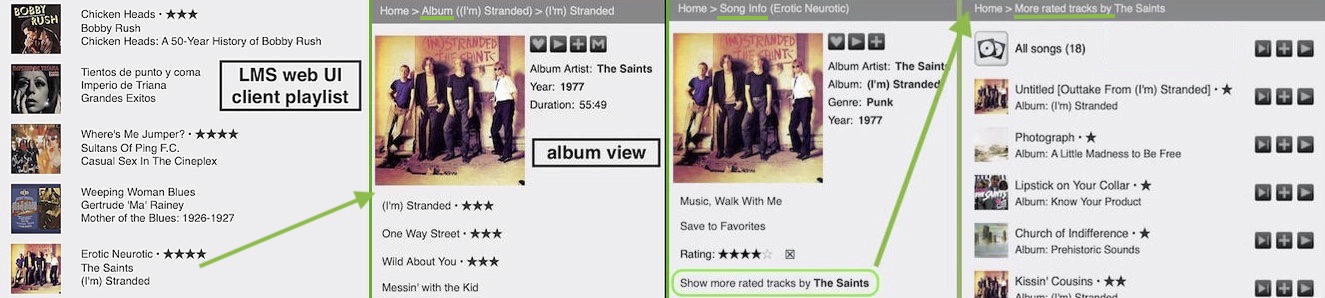 BOBBY
RUSH
Chicken Heads • ★★★
Bobby Rush
Chicken Heads: A 50-Year History of Bobby Rush
Tientos de punto y coma
Imperio de Triana
Grandes Exitos
LMS web UI
client playlist
Where's Me Jumper? • ★★★★
Sultans Of Ping F.C.
Casual Sex In The Cineplex
Weeping Woman Blues
Gertrude 'Ma' Rainey
Mother of the Blues: 1926-1927
Erotic Neurotic • ★★★★
The Saints
(I'm) Stranded
Home > Album ((I'm) Stranded) > (I'm) Stranded
(I'M) STRANDED
THE SAINTS
Album Artist: The Saints
Year: 1977
Duration: 55:49
album view
(I'm) Stranded • ★★★
One Way Street • ★★★
Wild About You • ★★★
Messin' with the Kid
Home > Song Info (Erotic Neurotic)
(I'M) STRANDED
THE SAINTS
Album Artist: The Saints
Album: (I'm) Stranded
Genre: Punk
Year: 1977
Music, Walk With Me
Save to Favorites
Rating: ★★★★☆ ☒
Show more rated tracks by The Saints
Home > More rated tracks by The Saints
All songs (18)
Untitled [Outtake From (I'm) Stranded] • ★
Album: (I'm) Stranded
Photograph • ★
Album: A Little Madness to Be Free
Lipstick on Your Collar • ★
Album: Know Your Product
Church of Indifference • ★
Album: Prehistoric Sounds
Kissin' Cousins • ★★
Album: (I'm) Stranded